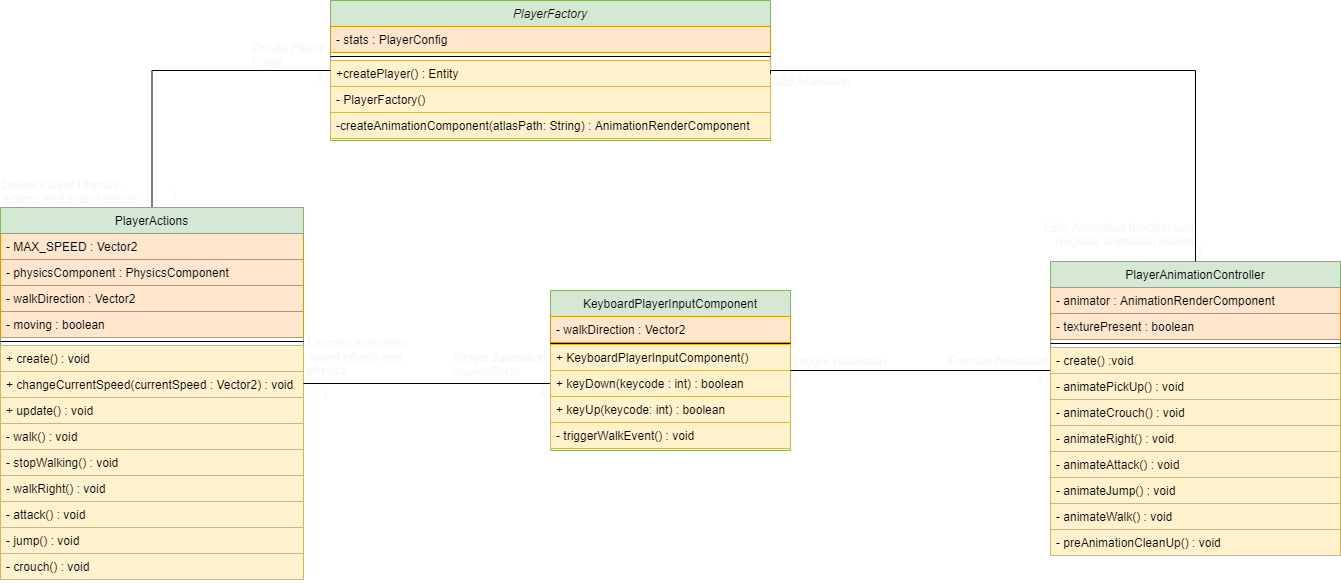 PlayerFactory
- stats : PlayerConfig
+createPlayer() : Entity
- PlayerFactory()
-createAnimationComponent(atlasPath: String) : AnimationRenderComponent
Create Player
Entity
1
Add Animation
Define Player Physics -
actions and sound effects
1
PlayerActions
- MAX_SPEED : Vector2
- physicsComponent : PhysicsComponent
- walkDirection : Vector2
- moving : boolean
+ create() : void
+ changeCurrentSpeed(currentSpeed : Vector2) : void
+ update() : void
- walk() : void
- stopWalking() : void
- walkRight() : void
- attack() : void
- jump() : void
- crouch() : void
Execute Animation
sound effects and
physics
1
Trigger Animation
soundeffects
1
KeyboardPlayerInputComponent
- walkDirection : Vector2
+ KeyboardPlayerInputComponent()
+ keyDown(keycode : int) : boolean
+ keyUp(keycode: int) : boolean
- triggerWalkEvent() : void
Trigger Animation
1
Execute Animation
1
Lists Animation function and
Register animation events
PlayerAnimationController
- animator : AnimationRenderComponent
- texturePresent : boolean
- create() :void
- animatePickUp() : void
- animateCrouch() : void
- animateRight() : void
- animateAttack() : void
- animateJump() : void
- animateWalk() : void
- preAnimationCleanUp() : void